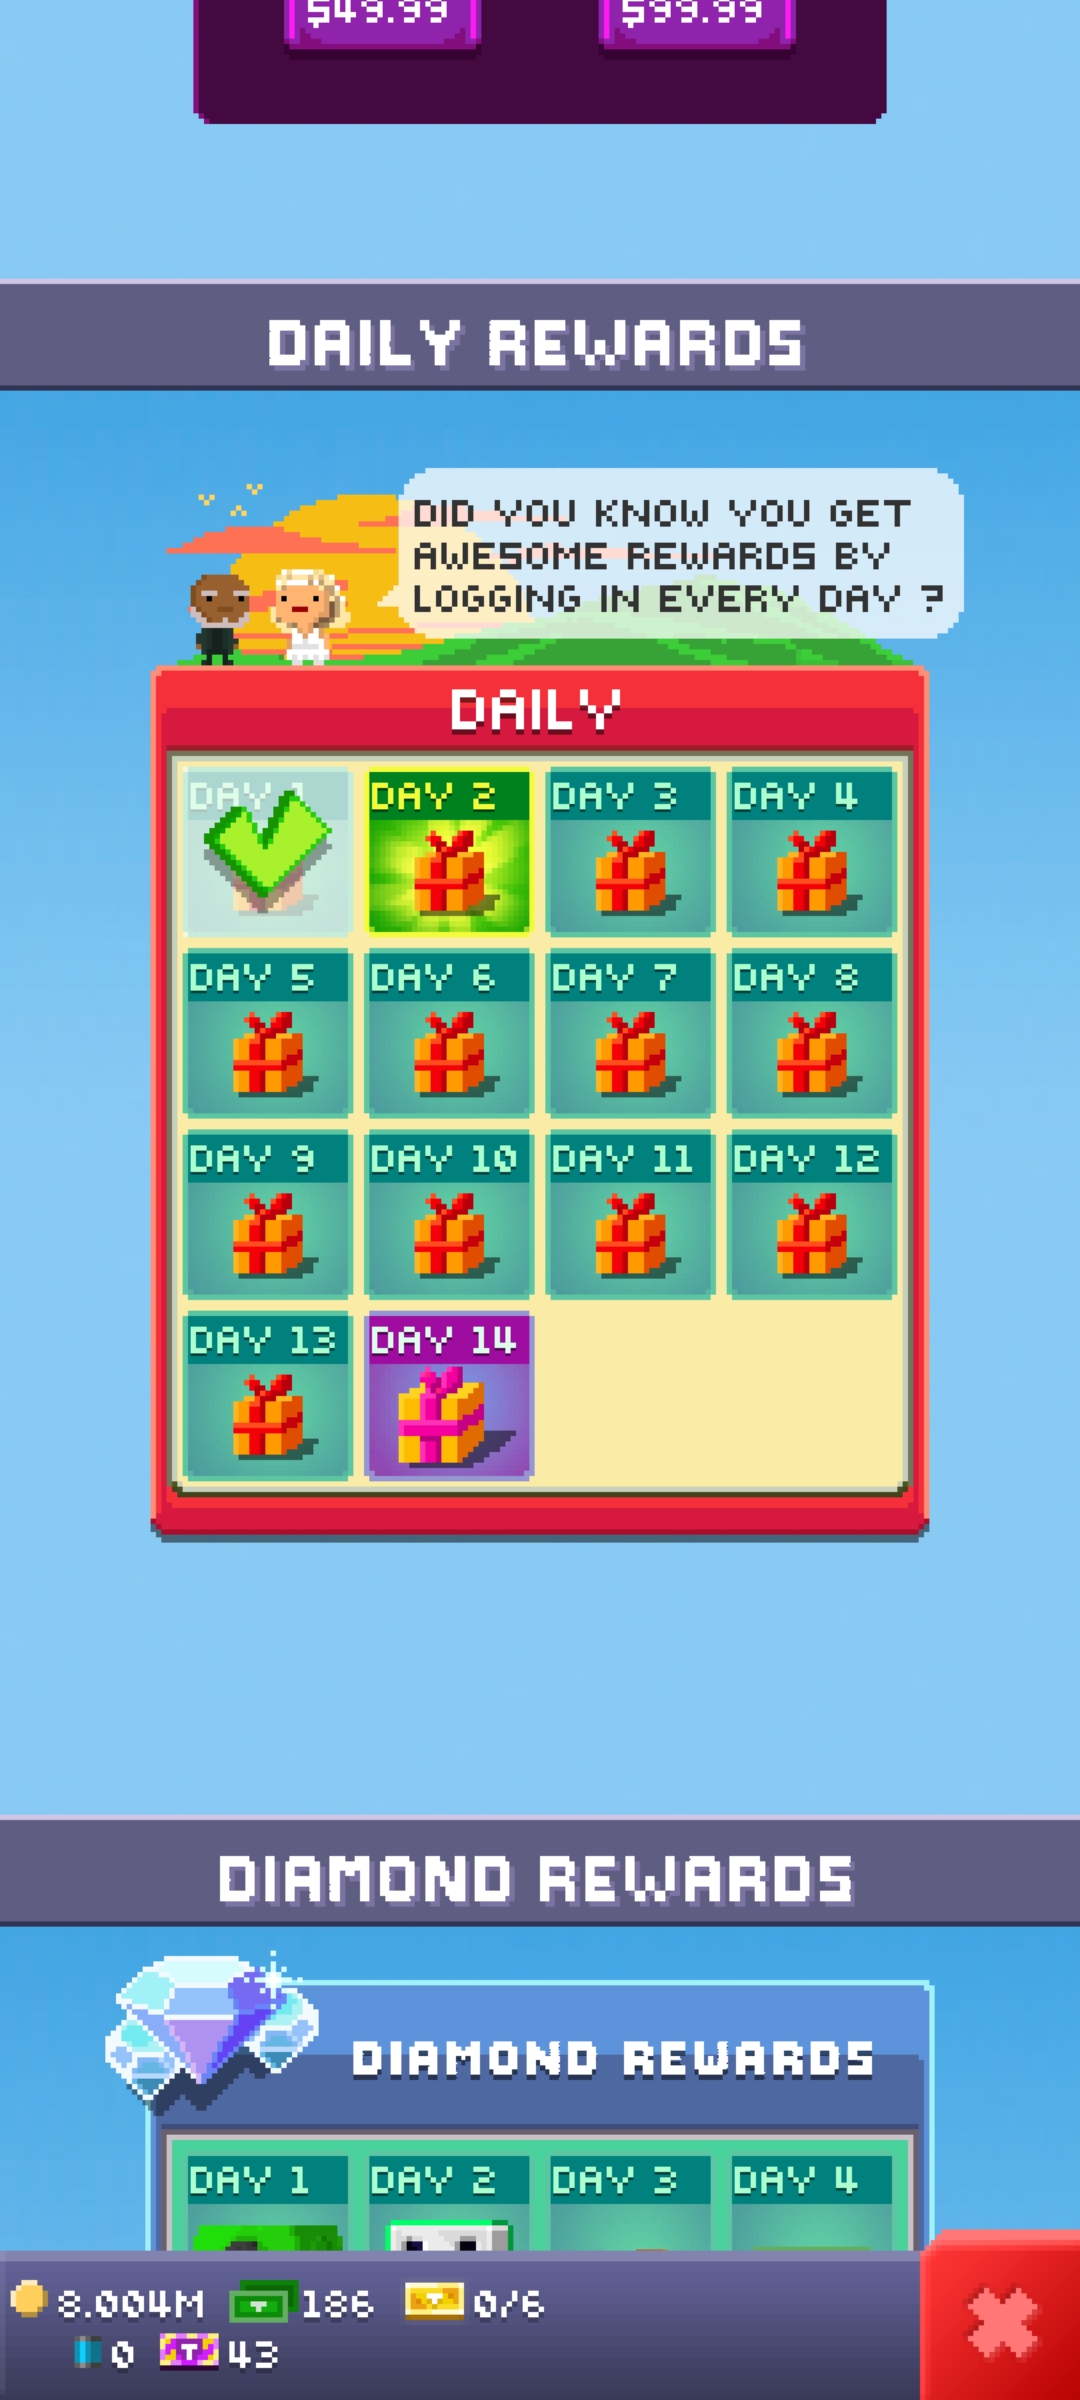 $49.99 $99.99
DAILY REWARDS
DID YOU KNOW YOU GET
AWESOME REWARDS BY
LOGGING IN EVERY DAY ?
DAILY
DAY 1 DAY 2 DAY 3 DAY 4
DAY 5 DAY 6 DAY 7 DAY 8
DAY 9 DAY 10 DAY 11 DAY 12
DAY 13 DAY 14
DIAMOND REWARDS
DIAMOND REWARDS
DAY 1 DAY 2 DAY 3 DAY 4
8.004M 186 0/6
0 T 43